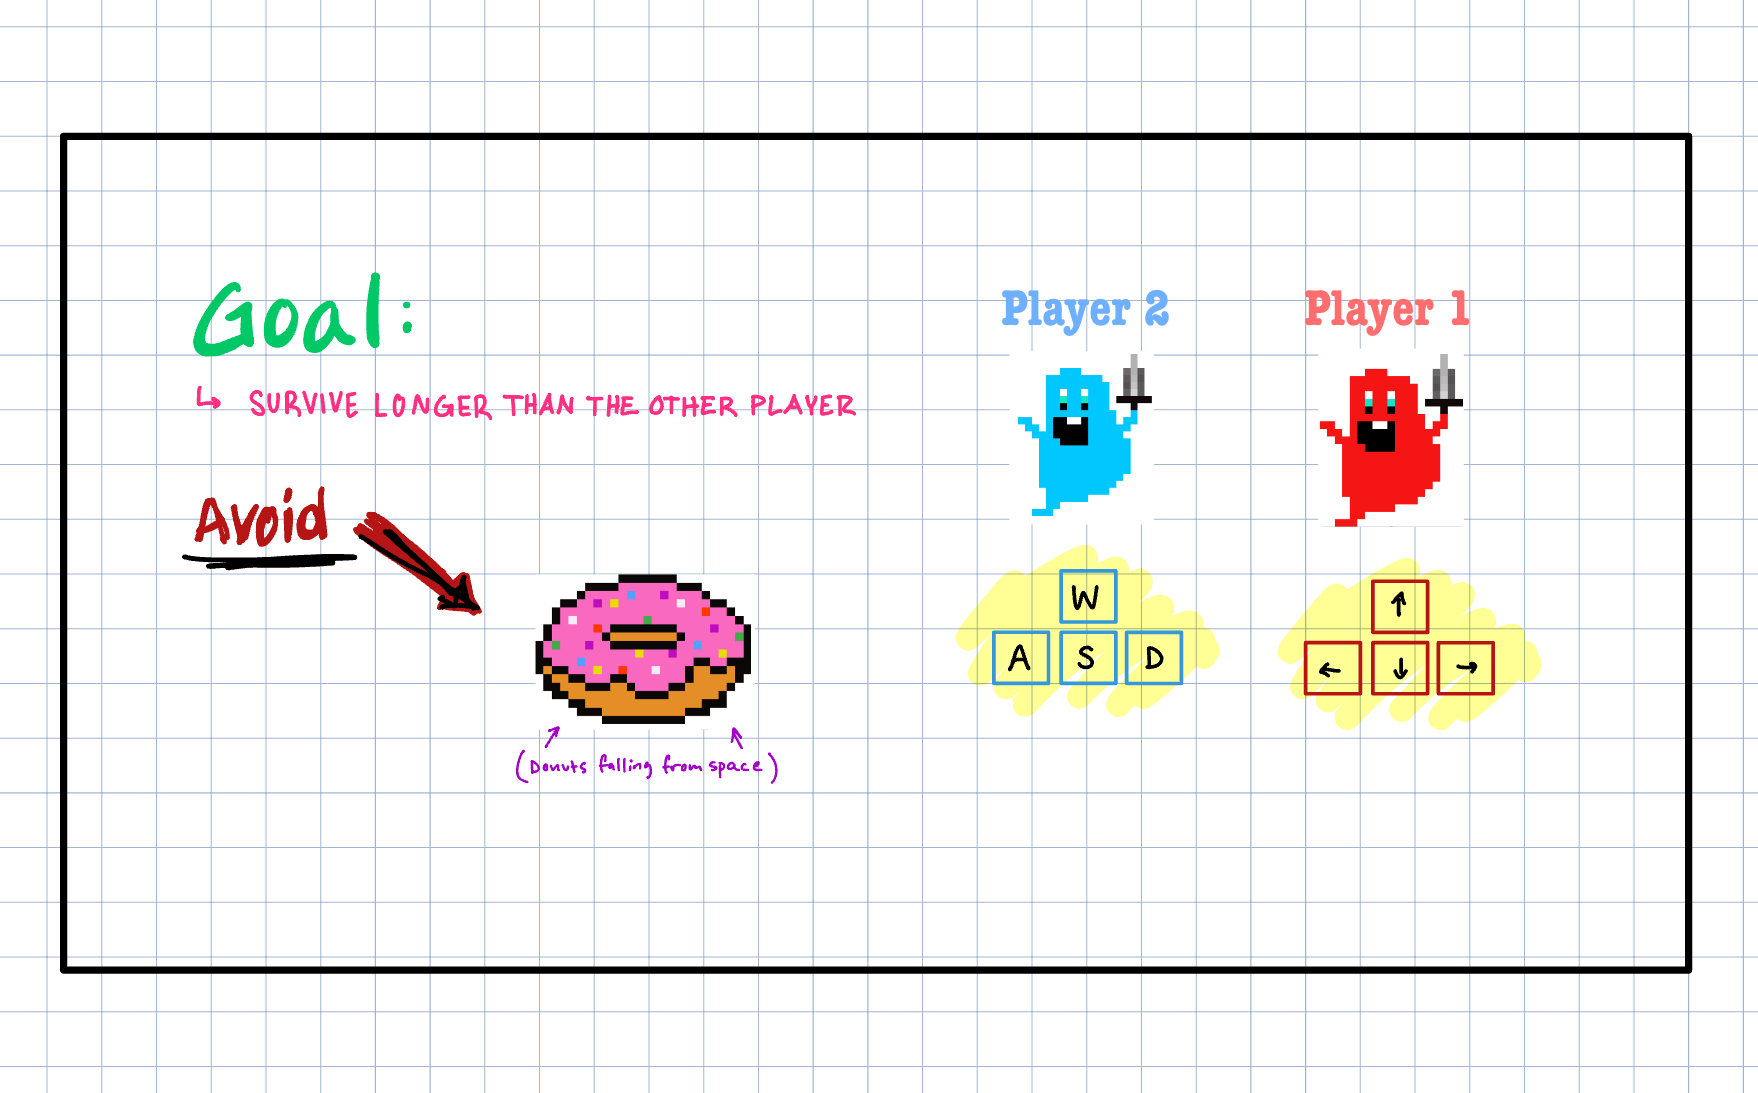 Goal:
↳ SURVIVE LONGER THAN THE OTHER PLAYER
Avoid
(Donuts falling from space)
Player 2
W
A S D
Player 1
↑
← ↓ →